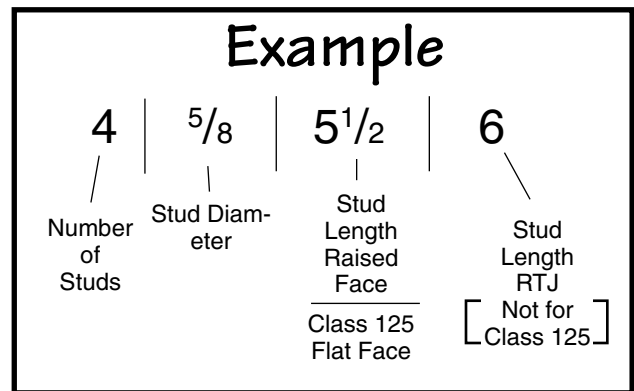 Example
4 5/8 5 1/2 6
Number
of
Studs
Stud Diam-
eter
Stud
Length
Raised
Face
Class 125
Flat Face
Stud
Length
RTJ
[Not for
Class 125]